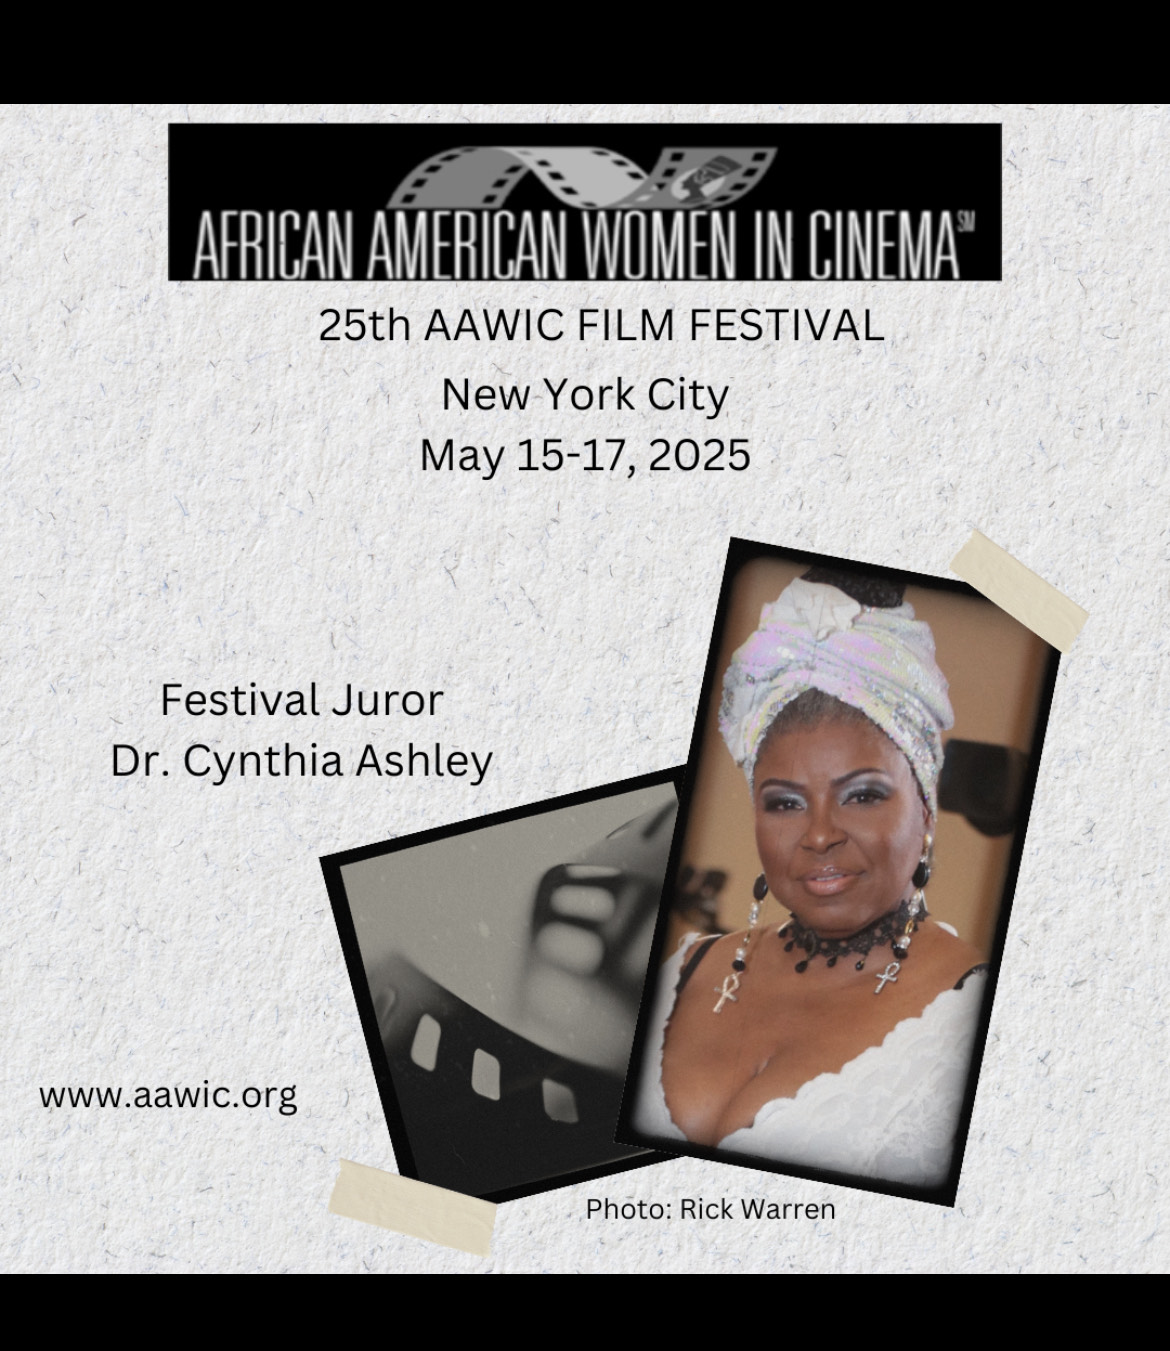 AFRICAN AMERICAN WOMEN IN CINEMA SM
25th AAWIC FILM FESTIVAL
New York City
May 15-17, 2025
Festival Juror
Dr. Cynthia Ashley
www.aawic.org
Photo: Rick Warren